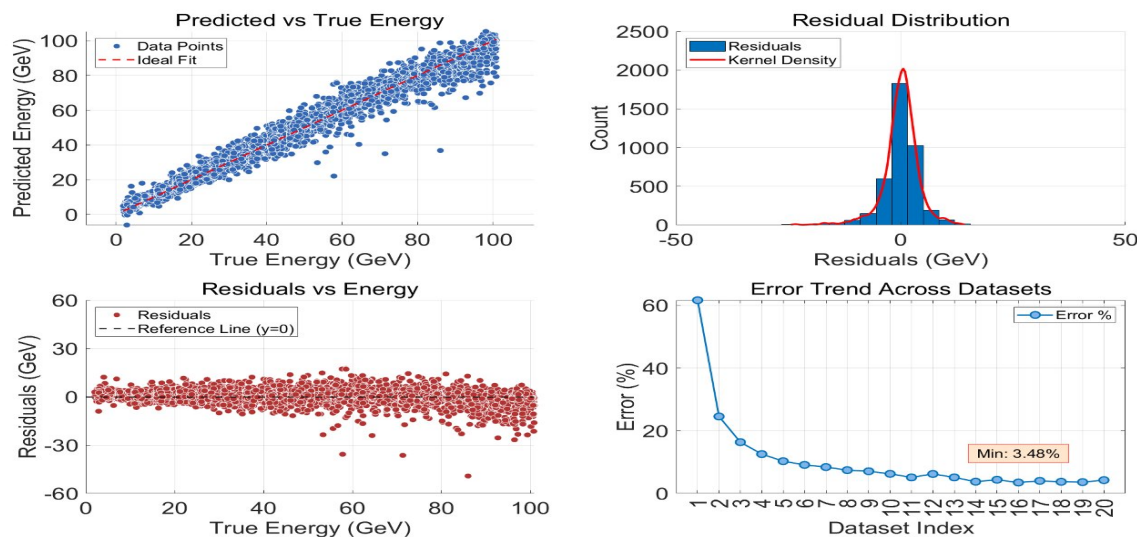 Predicted vs True Energy
Predicted Energy (GeV)
100
80
60
40
20
0
Data Points
Ideal Fit
0 20 40 60 80 100
True Energy (GeV)
Residual Distribution
Count
2500
2000
1500
1000
500
0
Residuals
Kernel Density
-50 0 50
Residuals (GeV)
Residuals vs Energy
Residuals (GeV)
60
30
0
-30
-60
Residuals
Reference Line (y=0)
0 20 40 60 80 100
True Energy (GeV)
Error Trend Across Datasets
Error (%)
60
40
20
0
Error %
Min: 3.48%
1 2 3 4 5 6 7 8 9 10 11 12 13 14 15 16 17 18 19 20
Dataset Index